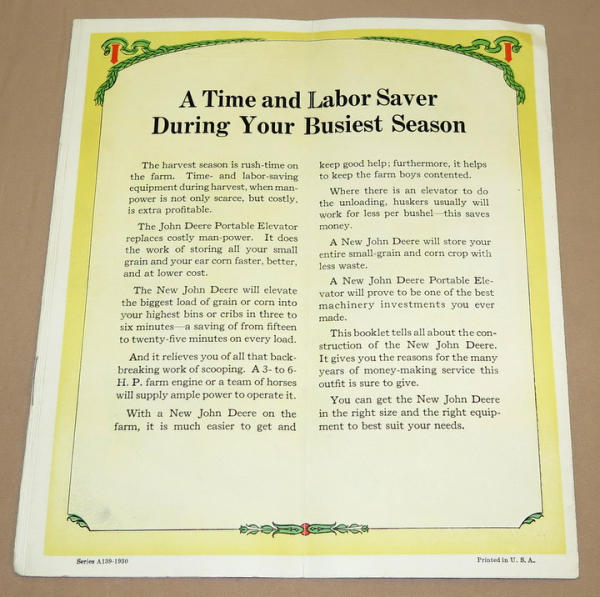 A Time and Labor Saver
During Your Busiest Season
The harvest season is rush-time on
the farm. Time- and labor-saving
equipment during harvest, when man-
power is not only scarce, but costly,
is extra profitable.
The John Deere Portable Elevator
replaces costly man-power. It does
the work of storing all your small
grain and your ear corn faster, better,
and at lower cost.
The New John Deere will elevate
the biggest load of grain or corn into
your highest bins or cribs in three to
six minutes—a saving of from fifteen
to twenty-five minutes on every load.
And it relieves you of all that back-
breaking work of scooping. A 3- to 6-
H. P. farm engine or a team of horses
will supply ample power to operate it.
With a New John Deere on the
farm, it is much easier to get and
keep good help; furthermore, it helps
to keep the farm boys contented.
Where there is an elevator to do
the unloading, huskers usually will
work for less per bushel—this saves
money.
A New John Deere will store your
entire small-grain and corn crop with
less waste.
A New John Deere Portable Ele-
vator will prove to be one of the best
machinery investments you ever
made.
This booklet tells all about the con-
struction of the New John Deere.
It gives you the reasons for the many
years of money-making service this
outfit is sure to give.
You can get the New John Deere
in the right size and the right equip-
ment to best suit your needs.
Series A139-1930
Printed in U. S. A.